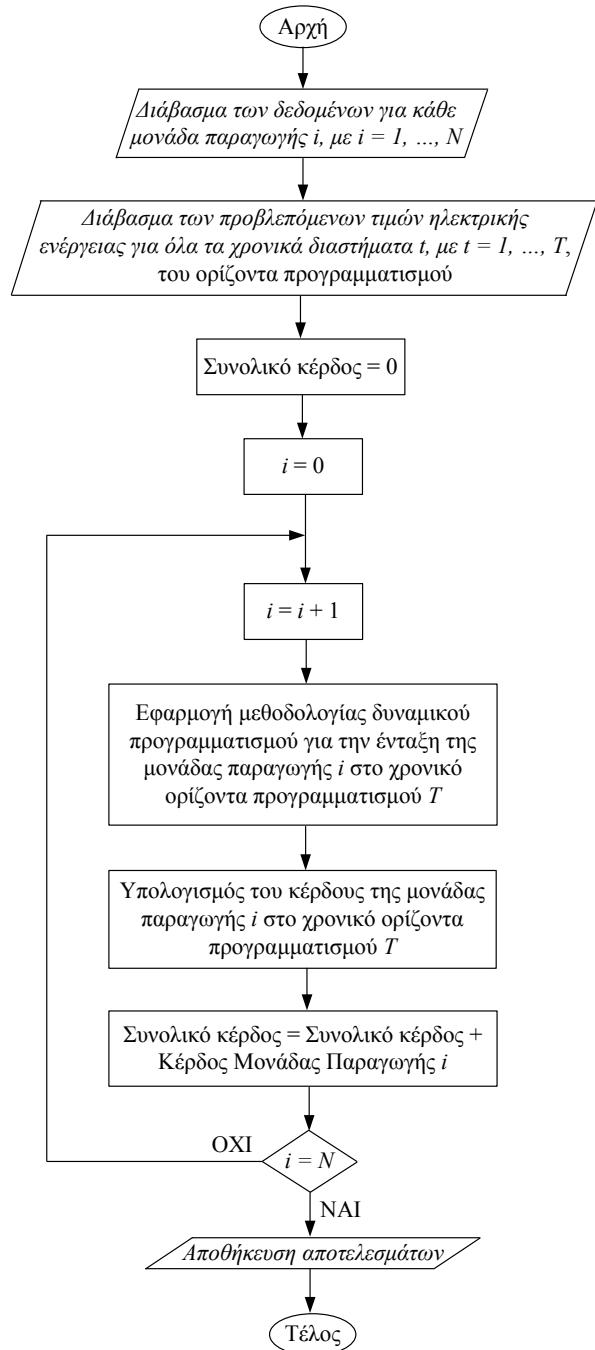 Αρχή
Διάβασμα των δεδομένων για κάθε
μονάδα παραγωγής i, με i = 1, …, N
Διάβασμα των προβλεπόμενων τιμών ηλεκτρικής
ενέργειας για όλα τα χρονικά διαστήματα t, με t = 1, …, T,
του ορίζοντα προγραμματισμού
Συνολικό κέρδος = 0
i = 0
i = i + 1
Εφαρμογή μεθοδολογίας δυναμικού
προγραμματισμού για την ένταξη της
μονάδας παραγωγής i στο χρονικό
ορίζοντα προγραμματισμού T
Υπολογισμός του κέρδους της μονάδας
παραγωγής i στο χρονικό ορίζοντα
προγραμματισμού T
Συνολικό κέρδος = Συνολικό κέρδος +
Κέρδος Μονάδας Παραγωγής i
ΟΧΙ
i = N
ΝΑΙ
Αποθήκευση αποτελεσμάτων
Τέλος